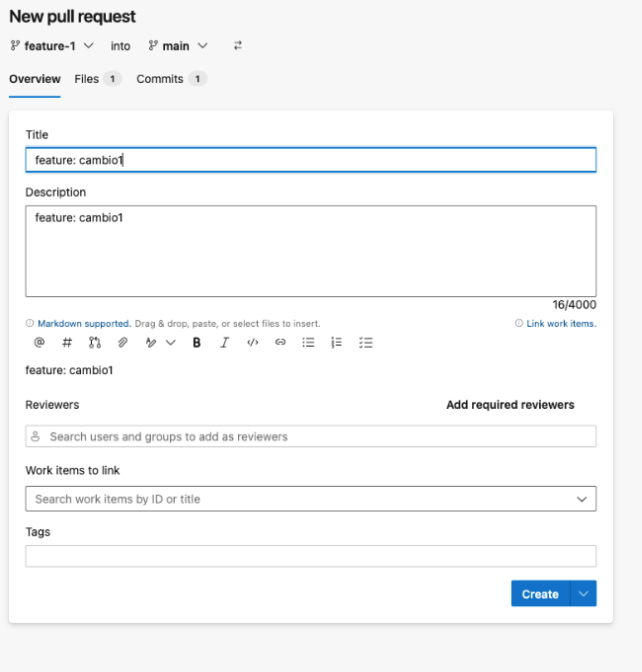 New pull request
feature-1 into main
Overview Files 1 Commits 1
Title
feature: cambio1
Description
feature: cambio1
16/4000
Markdown supported. Drag & drop, paste, or select files to insert. Link work items.
@ # B I </>
feature: cambio1
Reviewers Add required reviewers
Search users and groups to add as reviewers
Work items to link
Search work items by ID or title
Tags
Create